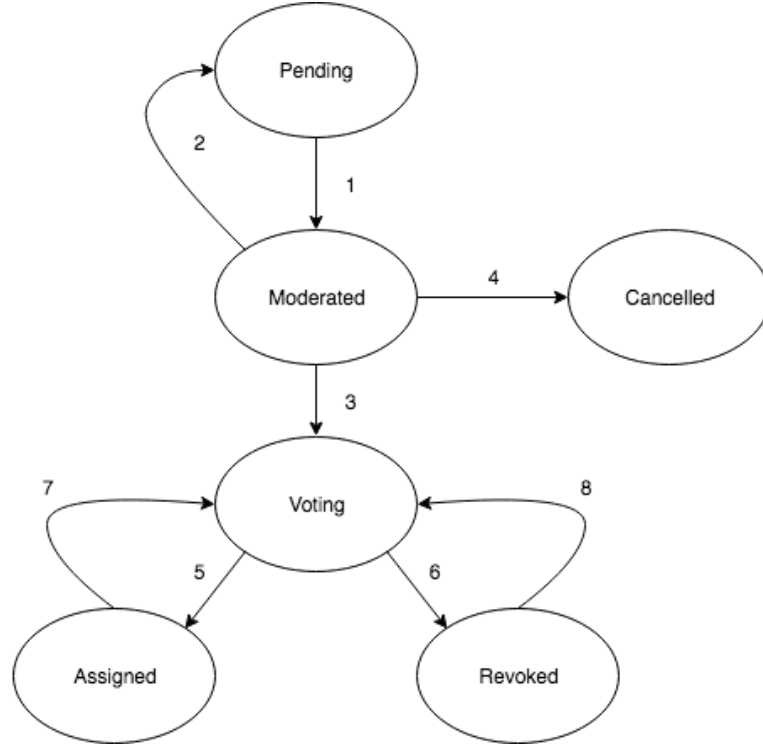 Pending
2
1
Moderated
4
Cancelled
3
7
Voting
8
5
6
Assigned
Revoked